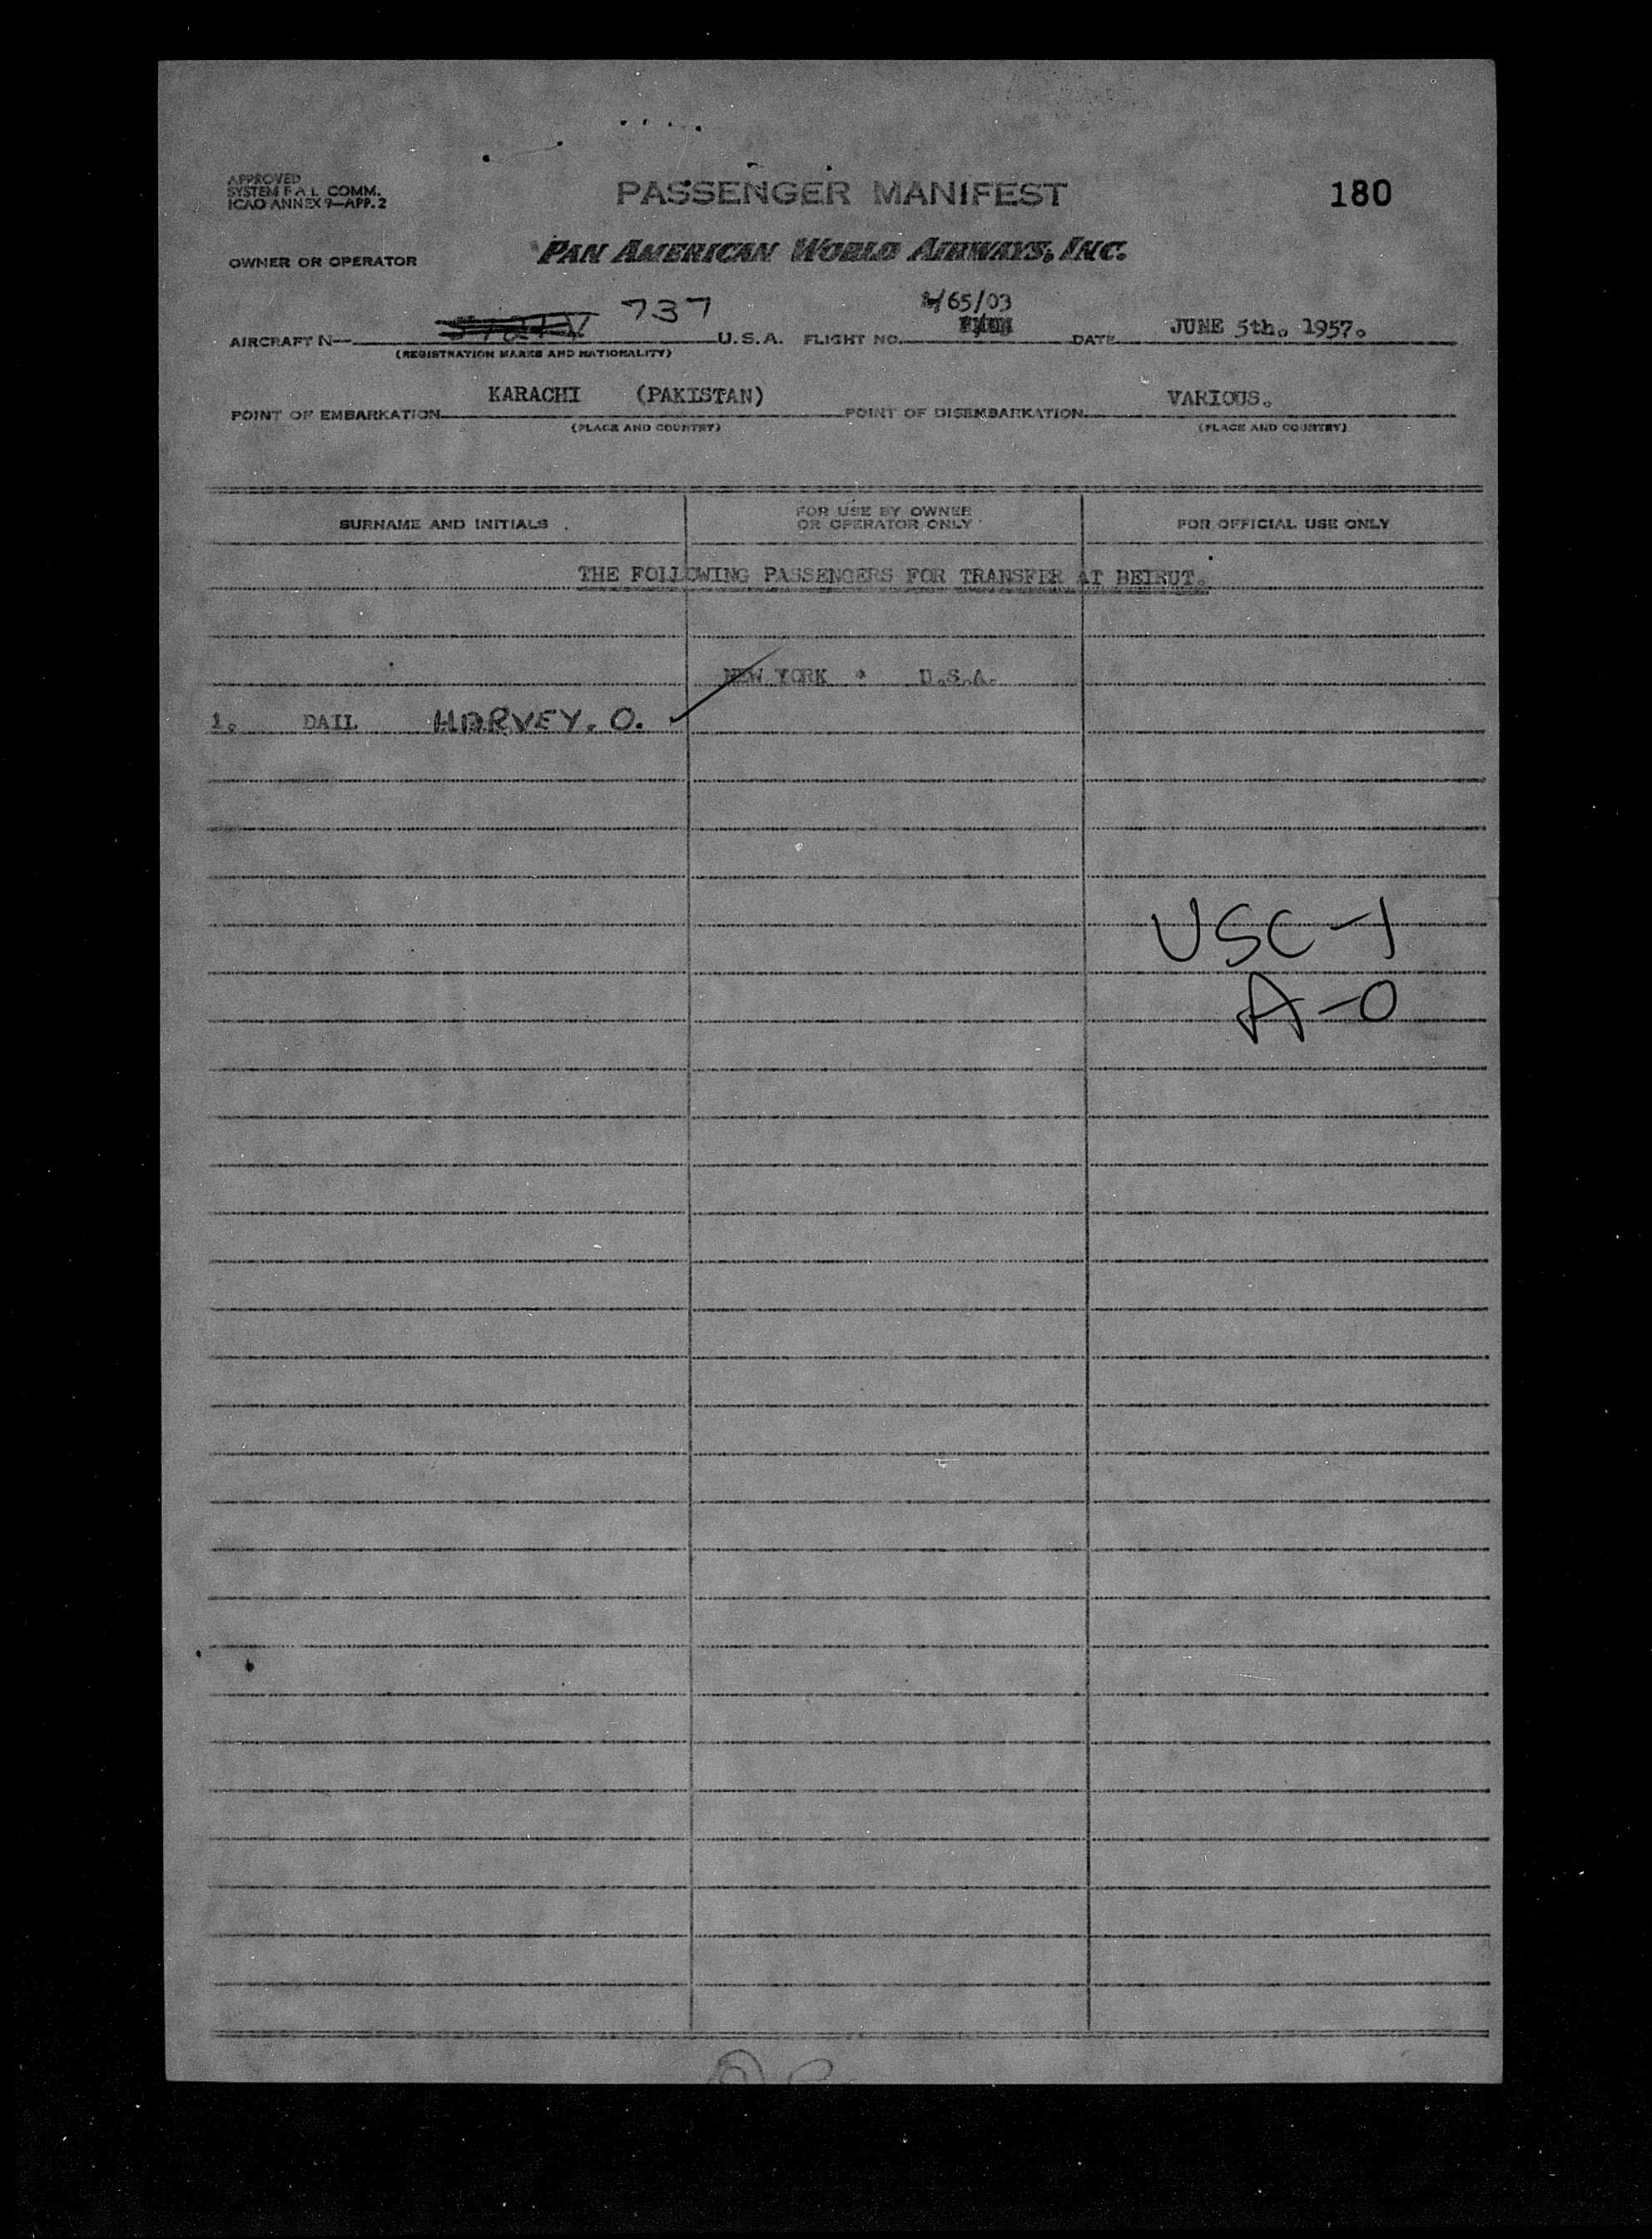 APPROVED
SYSTEM F. A. L. COMM.
ICAO ANNEX 9—APP. 2
PASSENGER MANIFEST
180
OWNER OR OPERATOR
PAN AMERICAN WORLD AIRWAYS, INC.
737
/65/03
AIRCRAFT N— U.S.A. FLIGHT NO. DATE JUNE 5th. 1957.
(REGISTRATION MARKS AND NATIONALITY)
POINT OF EMBARKATION KARACHI (PAKISTAN) POINT OF DISEMBARKATION VARIOUS.
(PLACE AND COUNTRY) (PLACE AND COUNTRY)
SURNAME AND INITIALS
FOR USE BY OWNER
OR OPERATOR ONLY
FOR OFFICIAL USE ONLY
THE FOLLOWING PASSENGERS FOR TRANSFER AT BEIRUT.
NEW YORK * U.S.A.
1. DAIL HARVEY. O.
USC-1
A-0